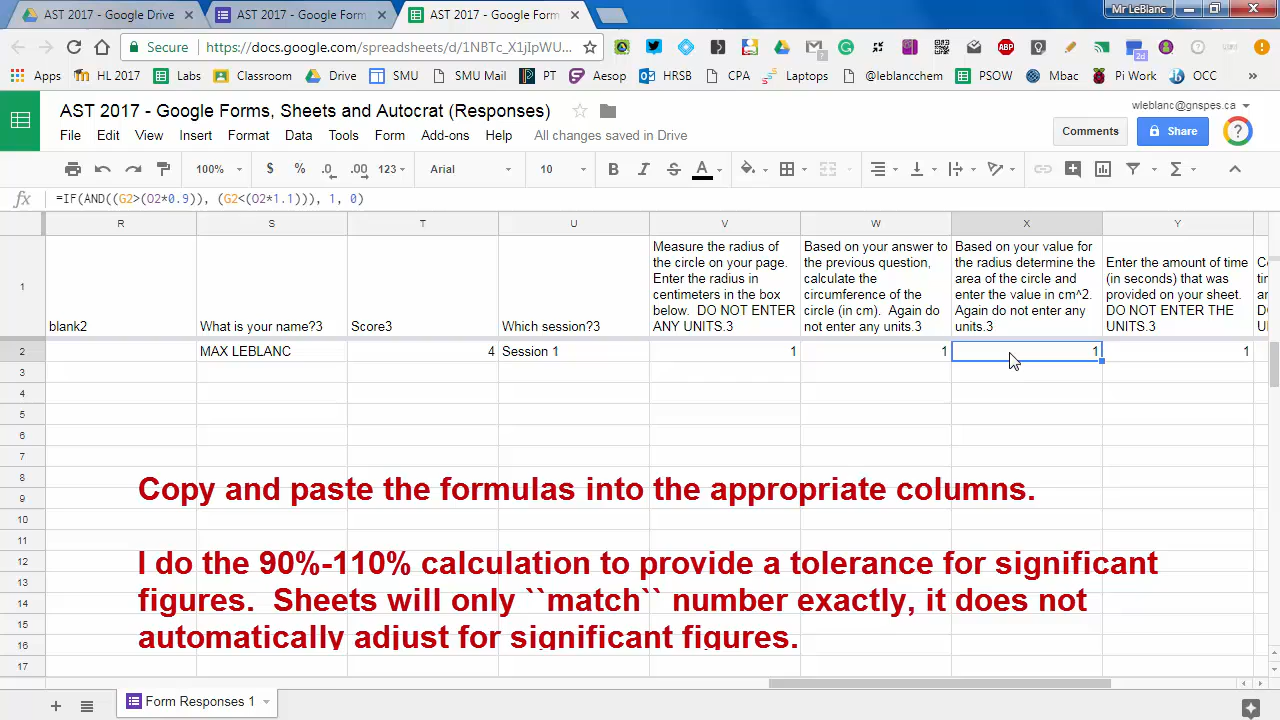 AST 2017 - Google Drive
AST 2017 - Google Form
AST 2017 - Google Form
Mr LeBlanc
Secure
https://docs.google.com/spreadsheets/d/1NBTc_X1jIpWU...
Apps
HL 2017
Labs
Classroom
Drive
SMU
SMU Mail
PT
Aesop
HRSB
CPA
Laptops
@leblancchem
PSOW
Mbac
Pi Work
OCC
»
AST 2017 - Google Forms, Sheets and Autocrat (Responses)
wleblanc@gnspes.ca
File Edit View Insert Format Data Tools Form Add-ons Help All changes saved in Drive
Comments
Share
100% $ % .0 .00 123 Arial 10 B I S A
fx =IF(AND((G2>(O2*0.9)), (G2<(O2*1.1))), 1, 0)
R S T U V W X Y
1
blank2
What is your name?3
Score3
Which session?3
Measure the radius of
the circle on your page.
Enter the radius in
centimeters in the box
below. DO NOT ENTER
ANY UNITS.3
Based on your answer to
the previous question,
calculate the
circumference of the
circle (in cm). Again do
not enter any units.3
Based on your value for
the radius determine the
area of the circle and
enter the value in cm^2.
Again do not enter any
units.3
Enter the amount of time
(in seconds) that was
provided on your sheet.
DO NOT ENTER THE
UNITS.3
2 MAX LEBLANC 4 Session 1 1 1 1 1
3
4
5
6
7
8
9
10
11
12
13
14
15
16
17
Copy and paste the formulas into the appropriate columns.
I do the 90%-110% calculation to provide a tolerance for significant
figures. Sheets will only ``match`` number exactly, it does not
automatically adjust for significant figures.
Form Responses 1